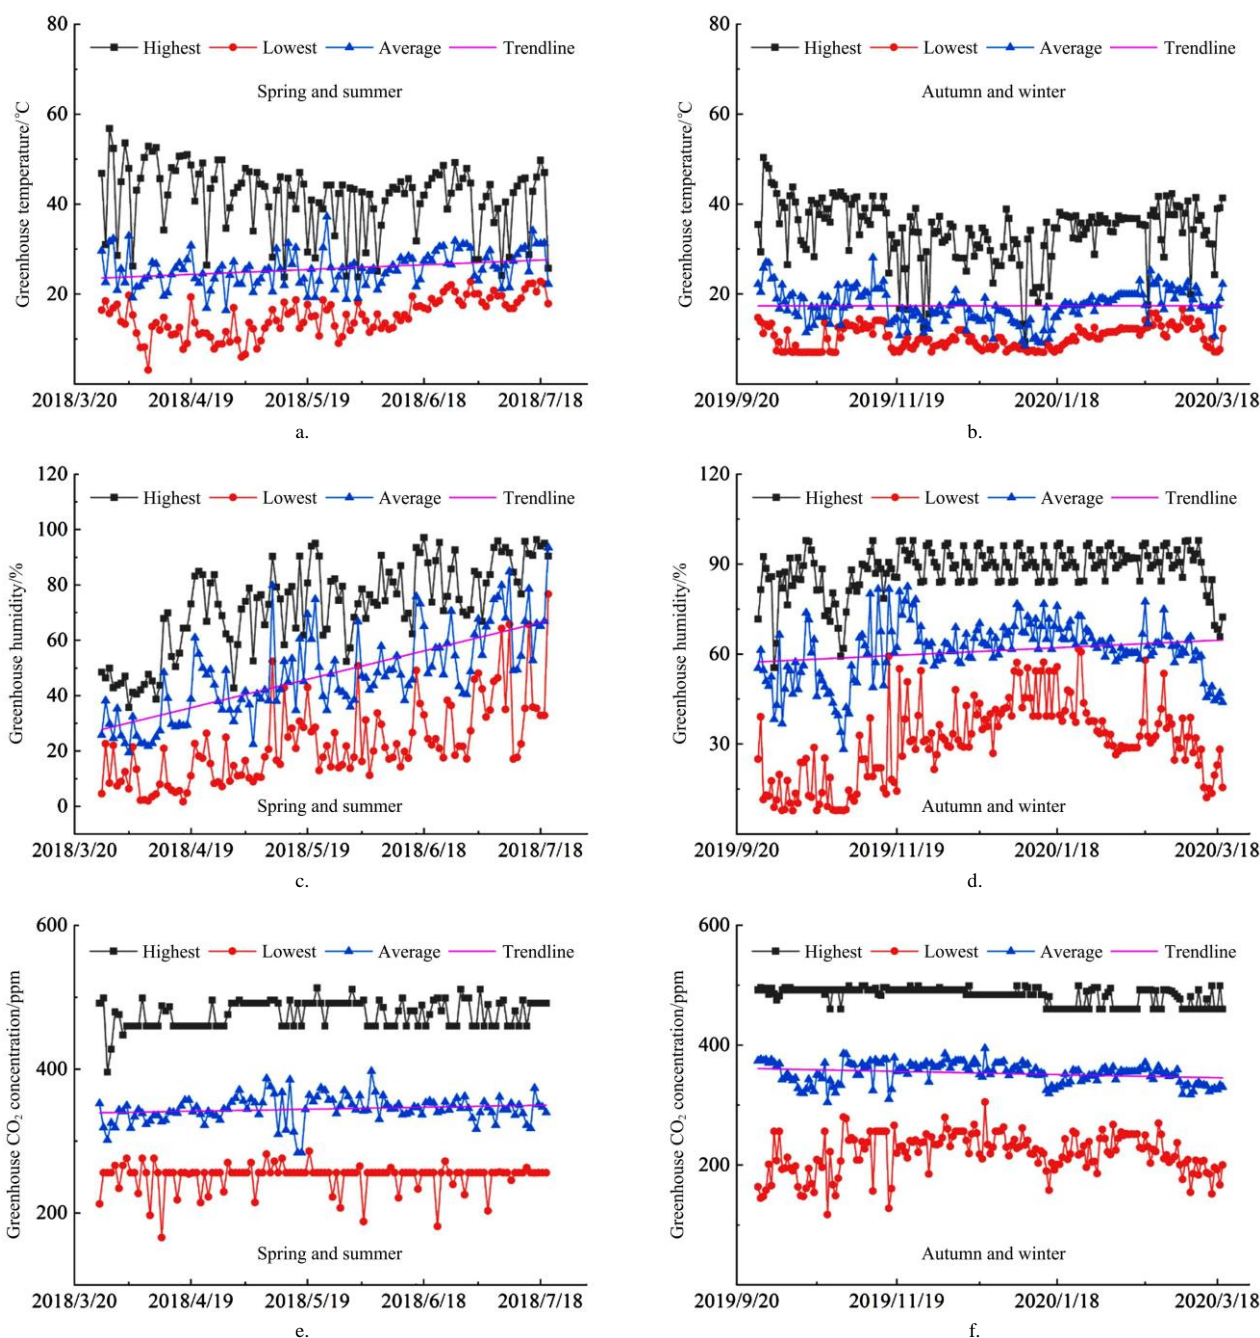 80
Highest Lowest Average Trendline
Spring and summer
60
40
20
Greenhouse temperature/°C
2018/3/20 2018/4/19 2018/5/19 2018/6/18 2018/7/18
a.
80
Highest Lowest Average Trendline
Autumn and winter
60
40
20
Greenhouse temperature/°C
2019/9/20 2019/11/19 2020/1/18 2020/3/18
b.
120
Highest Lowest Average Trendline
100
80
60
40
20
0
Greenhouse humidity/%
Spring and summer
2018/3/20 2018/4/19 2018/5/19 2018/6/18 2018/7/18
c.
120
Highest Lowest Average Trendline
90
60
30
Greenhouse humidity/%
Autumn and winter
2019/9/20 2019/11/19 2020/1/18 2020/3/18
d.
600
Highest Lowest Average Trendline
400
200
Greenhouse CO₂ concentration/ppm
Spring and summer
2018/3/20 2018/4/19 2018/5/19 2018/6/18 2018/7/18
e.
600
Highest Lowest Average Trendline
400
200
Greenhouse CO₂ concentration/ppm
Autumn and winter
2019/9/20 2019/11/19 2020/1/18 2020/3/18
f.